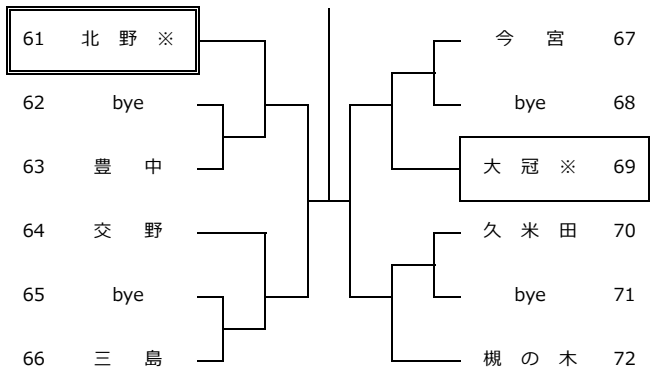 61 北 野 ※
62 bye
63 豊 中
64 交 野
65 bye
66 三 島
今 宮 67
bye 68
大 冠 ※ 69
久 米 田 70
bye 71
槻 の 木 72